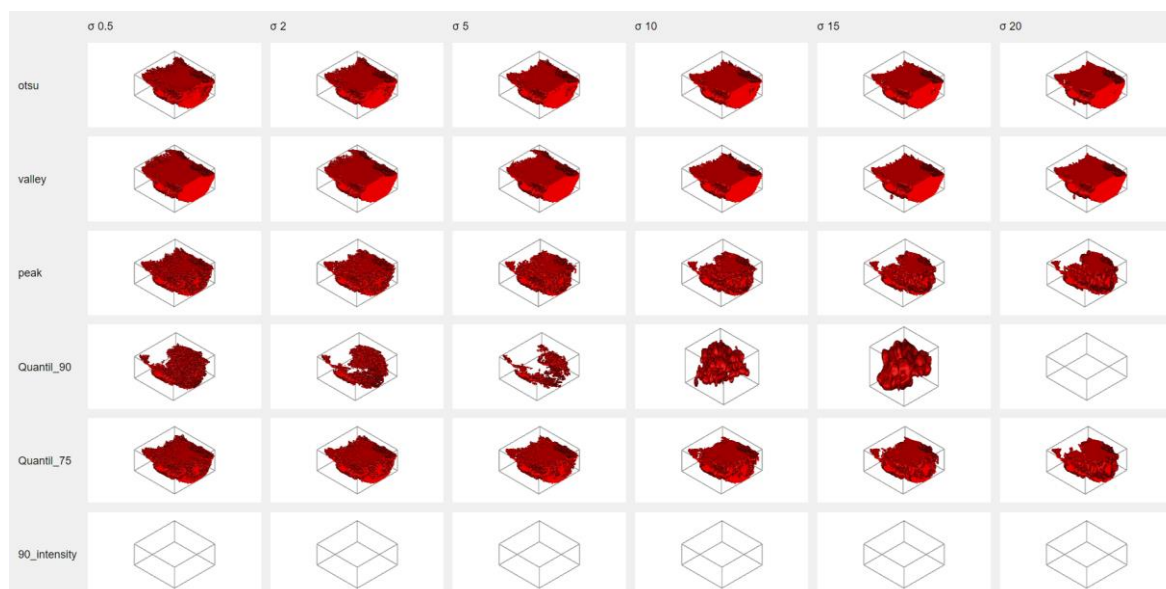 σ 0.5 σ 2 σ 5 σ 10 σ 15 σ 20
otsu
valley
peak
Quantil_90
Quantil_75
90_intensity